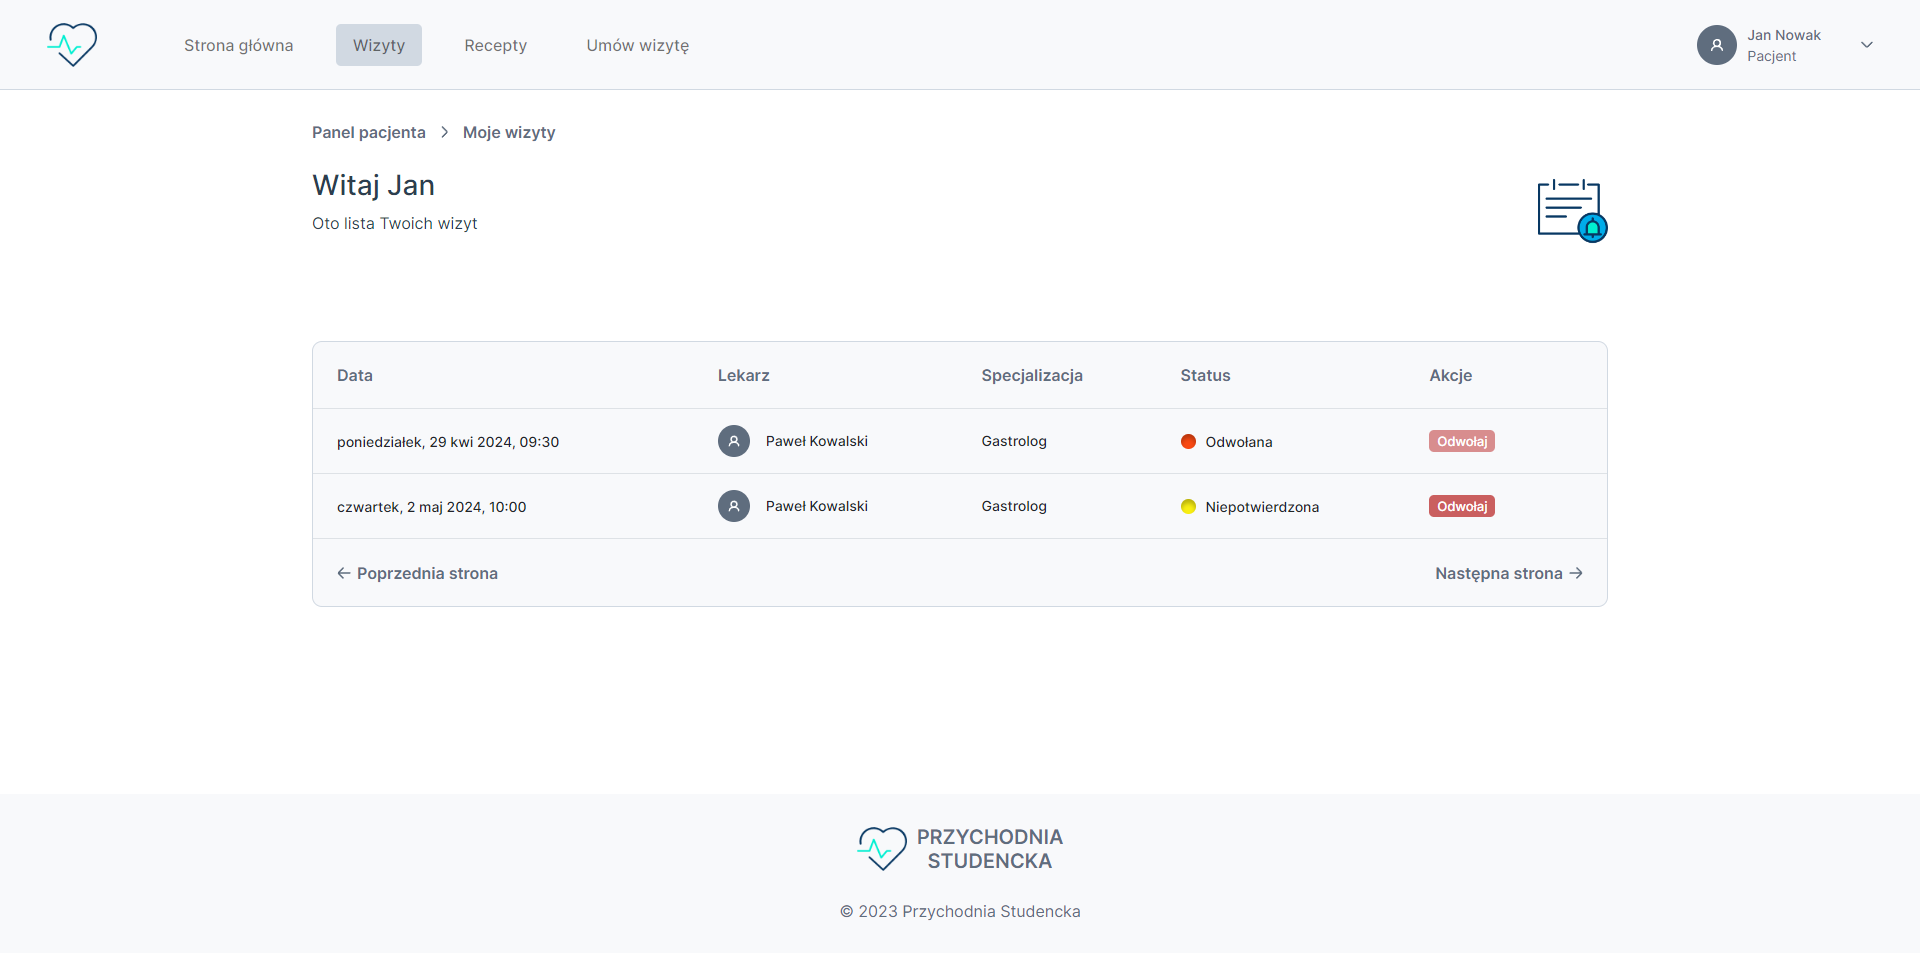 Strona główna
Wizyty
Recepty
Umów wizytę
Jan Nowak
Pacjent
Panel pacjenta
Moje wizyty
Witaj Jan
Oto lista Twoich wizyt
Data Lekarz Specjalizacja Status Akcje
poniedziałek, 29 kwi 2024, 09:30 Paweł Kowalski Gastrolog Odwołana Odwołaj
czwartek, 2 maj 2024, 10:00 Paweł Kowalski Gastrolog Niepotwierdzona Odwołaj
← Poprzednia strona
Następna strona →
PRZYCHODNIA
STUDENCKA
© 2023 Przychodnia Studencka